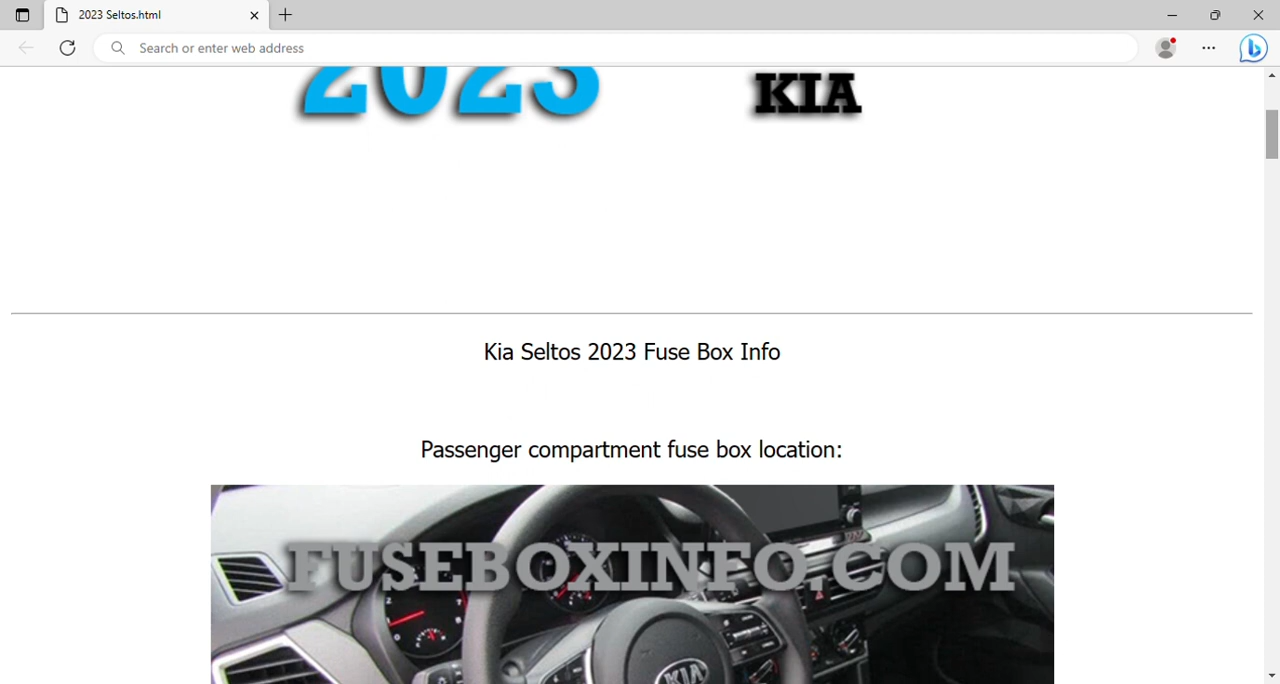 2023 Seltos.html
Search or enter web address
2023
KIA
Kia Seltos 2023 Fuse Box Info
Passenger compartment fuse box location:
FUSEBOXINFO.COM
KIA